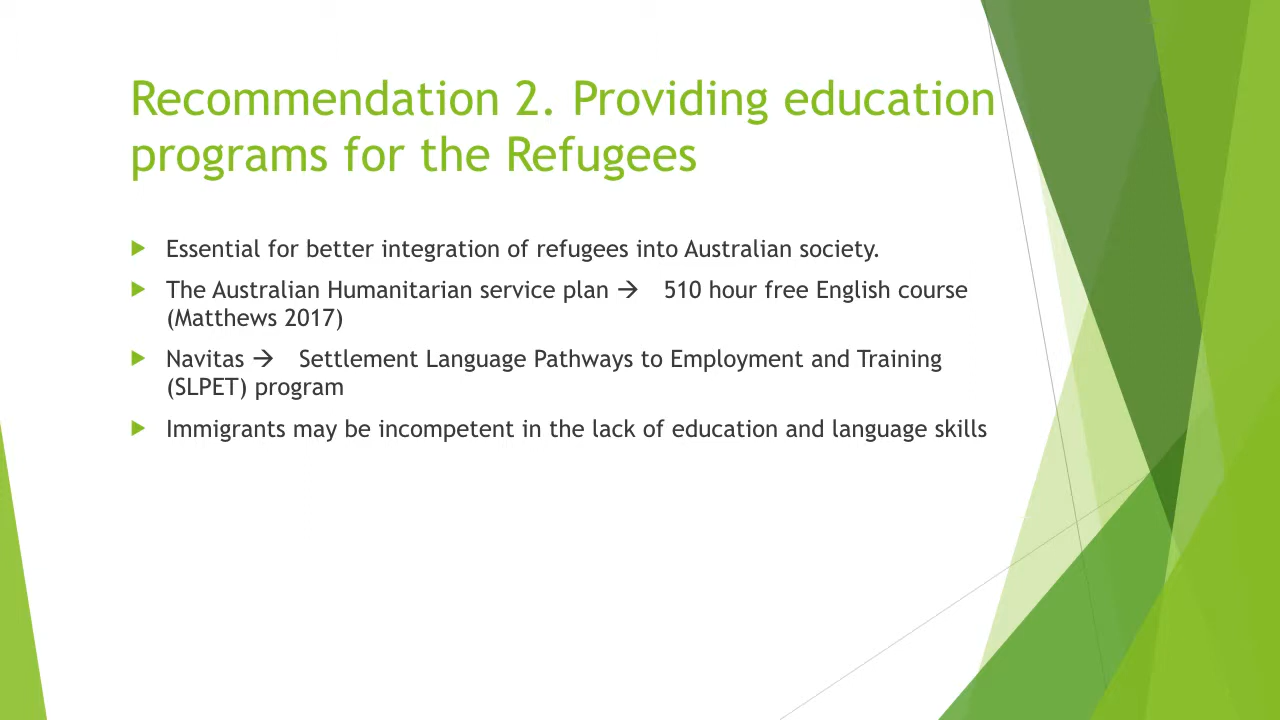 Recommendation 2. Providing education
programs for the Refugees
Essential for better integration of refugees into Australian society.
The Australian Humanitarian service plan → 510 hour free English course
(Matthews 2017)
Navitas → Settlement Language Pathways to Employment and Training
(SLPET) program
Immigrants may be incompetent in the lack of education and language skills